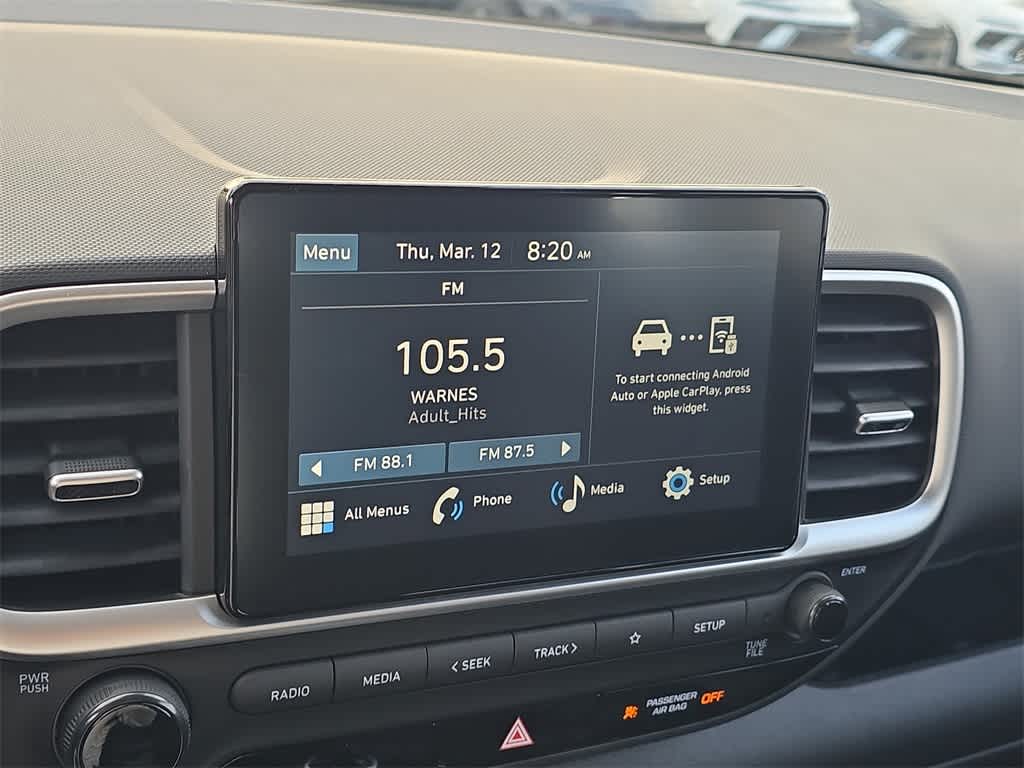 Menu Thu, Mar. 12 8:20 AM
FM
105.5
WARNES
Adult_Hits
To start connecting Android
Auto or Apple CarPlay, press
this widget.
FM 88.1 FM 87.5
All Menus Phone Media Setup
ENTER
PWR
PUSH
RADIO MEDIA < SEEK TRACK > SETUP
TUNE
FILE
PASSENGER
AIR BAG OFF